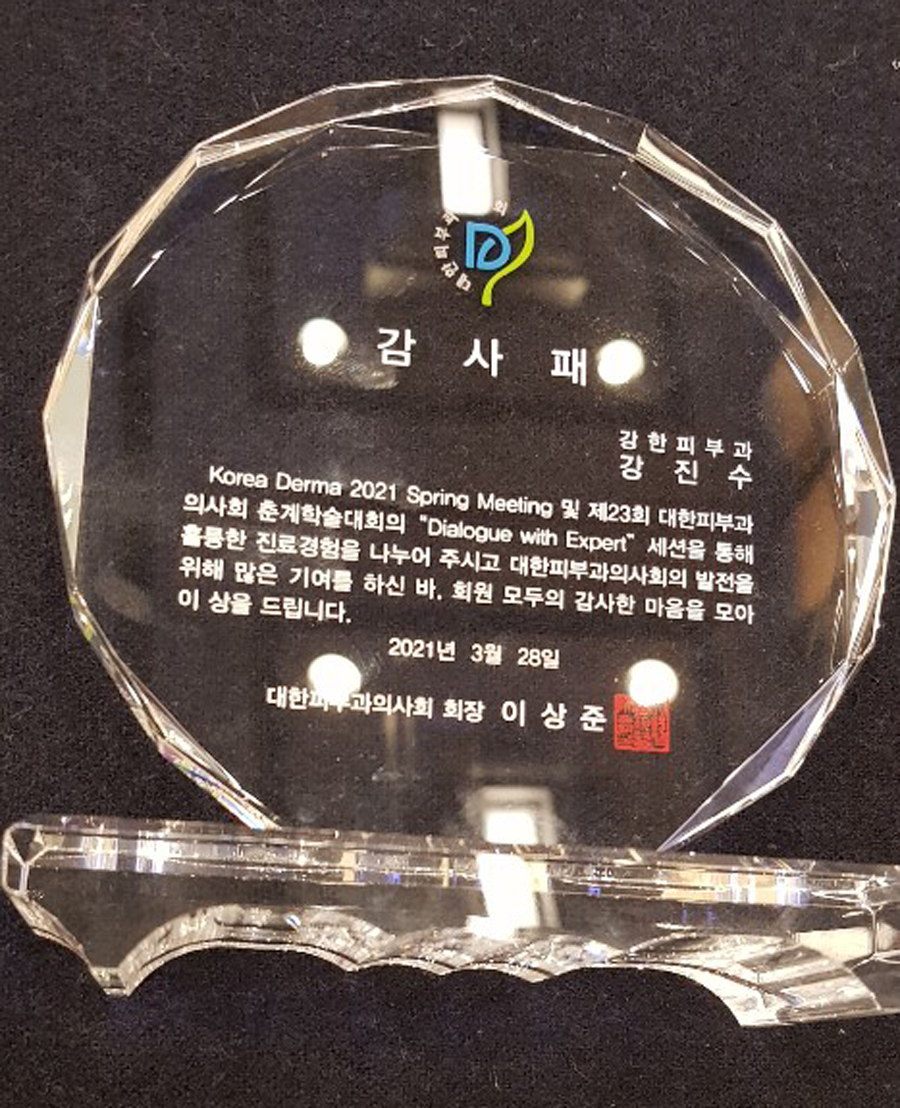 대한피부과의
감 사 패
강한피부과
강 진 수
Korea Derma 2021 Spring Meeting 및 제23회 대한피부과
의사회 춘계학술대회의 "Dialogue with Expert" 세션을 통해
훌륭한 진료경험을 나누어 주시고 대한피부과의사회의 발전을
위해 많은 기여를 하신 바, 회원 모두의 감사한 마음을 모아
이 상을 드립니다.
2021년 3월 28일
대한피부과의사회 회장 이 상 준